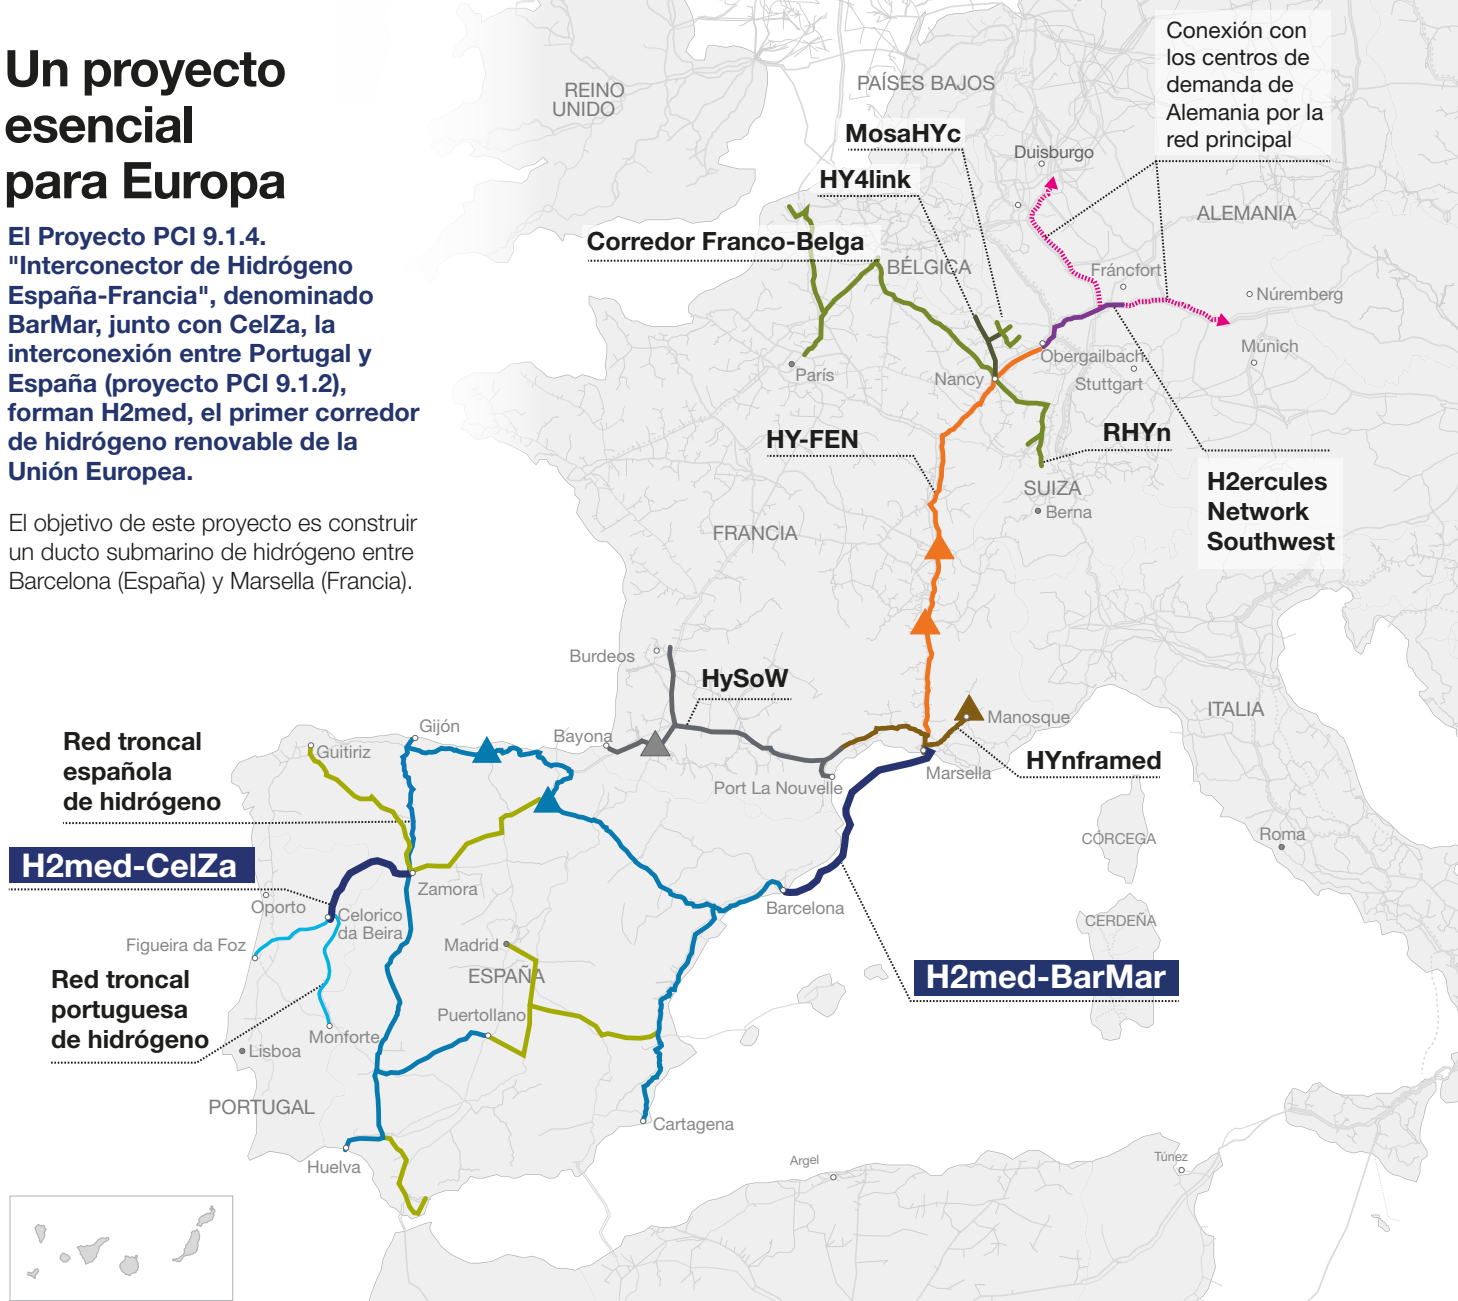 Un proyecto
esencial
para Europa
El Proyecto PCI 9.1.4.
"Interconector de Hidrógeno
España-Francia", denominado
BarMar, junto con CelZa, la
interconexión entre Portugal y
España (proyecto PCI 9.1.2),
forman H2med, el primer corredor
de hidrógeno renovable de la
Unión Europea.
El objetivo de este proyecto es construir
un ducto submarino de hidrógeno entre
Barcelona (España) y Marsella (Francia).
Conexión con
los centros de
demanda de
Alemania por la
red principal
REINO
UNIDO
PAÍSES BAJOS
MosaHYc
Duisburgo
HY4link
ALEMANIA
Corredor Franco-Belga
BÉLGICA
Fráncfort
Núremberg
Obergailbach
Múnich
París
Nancy
Stuttgart
HY-FEN
RHYn
H2ercules
Network
Southwest
SUIZA
Berna
FRANCIA
Burdeos
HySoW
ITALIA
Manosque
Gijón
Bayona
Guitiriz
Red troncal
española
de hidrógeno
Marsella
HYnframed
Port La Nouvelle
CÓRCEGA
Roma
H2med-CelZa
Zamora
Oporto
Celorico
da Beira
Barcelona
CERDEÑA
Figueira da Foz
Madrid
ESPAÑA
H2med-BarMar
Red troncal
portuguesa
de hidrógeno
Puertollano
Monforte
Lisboa
PORTUGAL
Cartagena
Huelva
Argel
Túnez